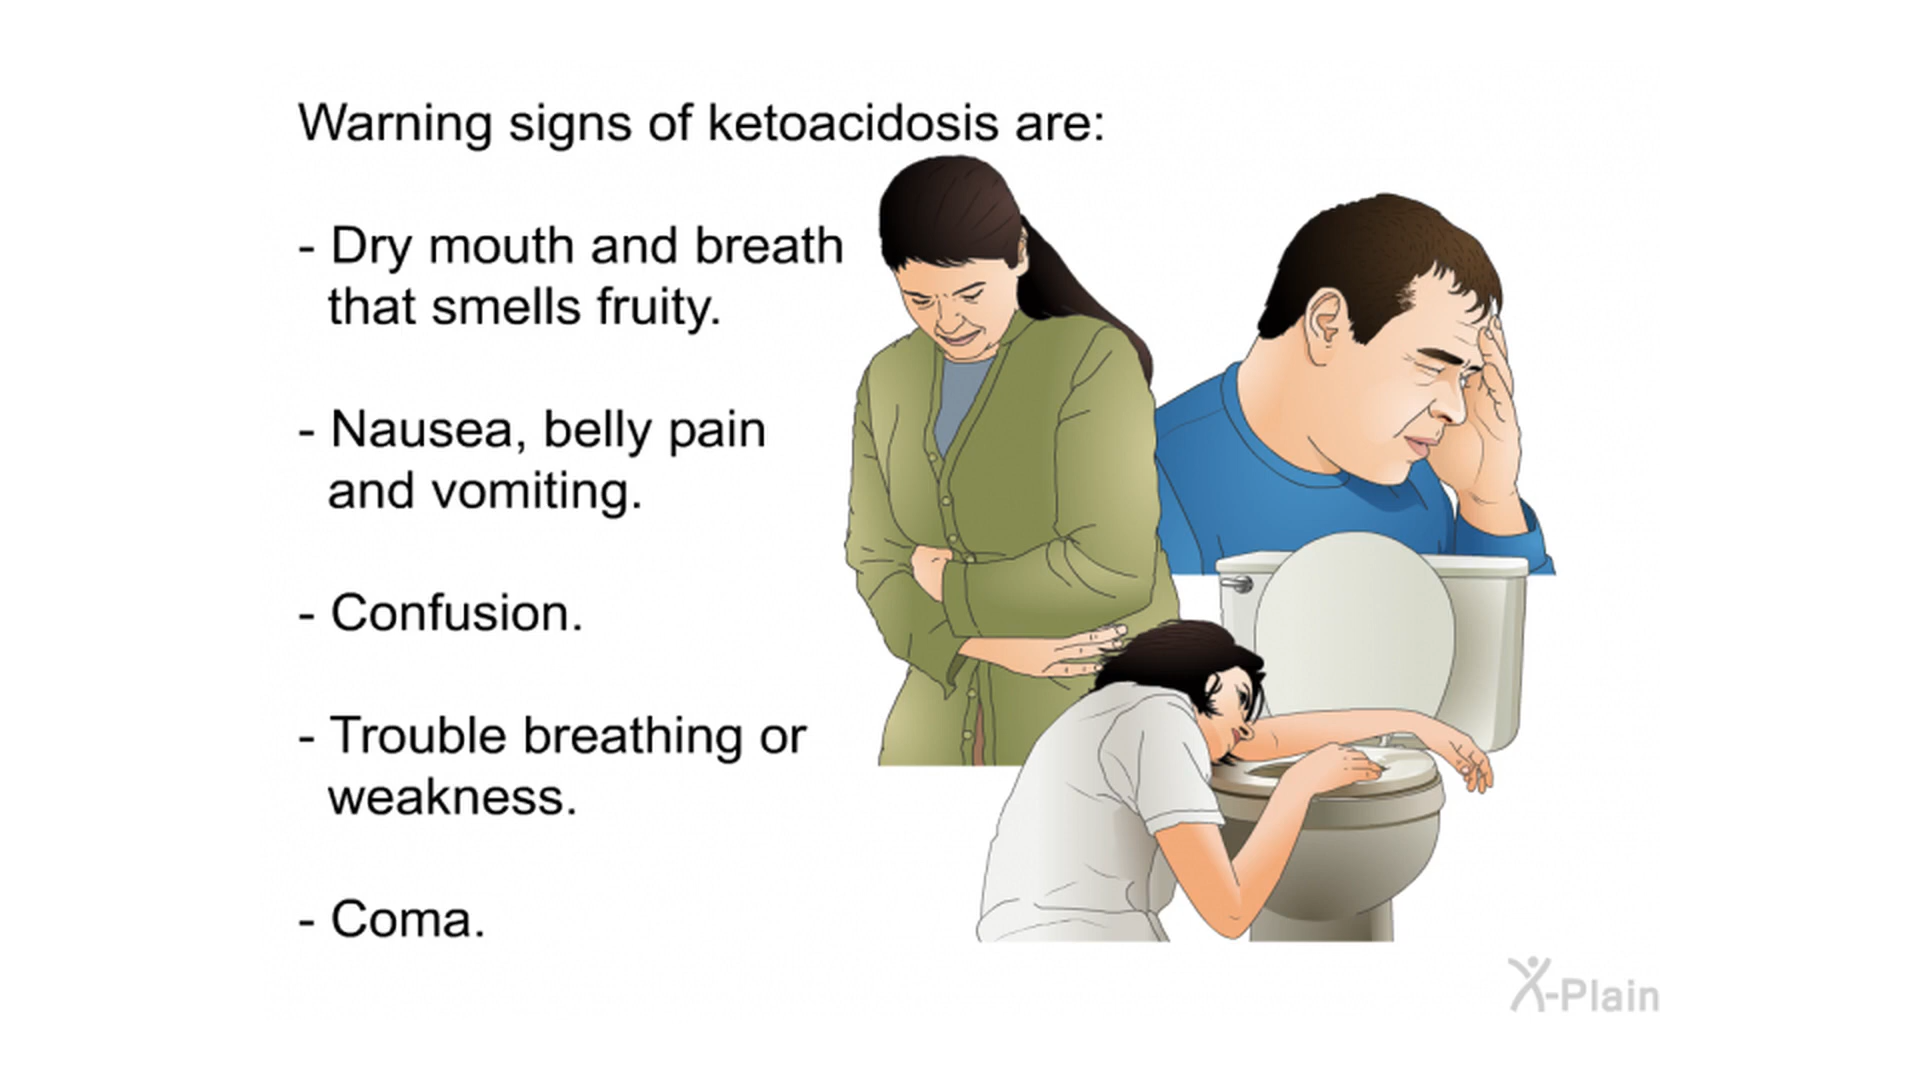 Warning signs of ketoacidosis are:
- Dry mouth and breath
that smells fruity.
- Nausea, belly pain
and vomiting.
- Confusion.
- Trouble breathing or
weakness.
- Coma.
X-Plain